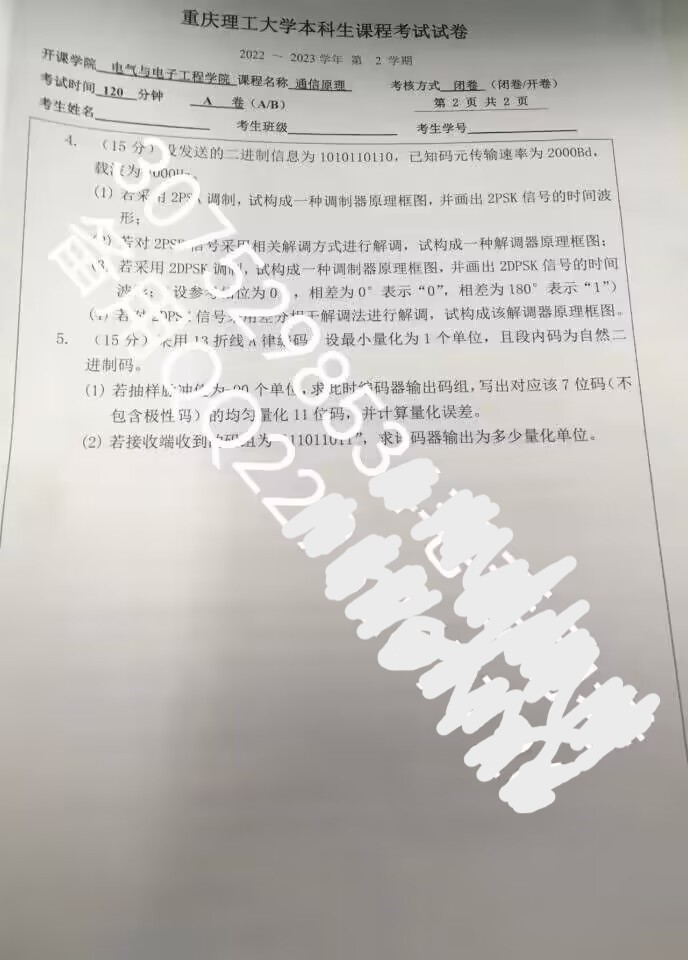 重庆理工大学本科生课程考试试卷
2022 ~ 2023 学年 第 2 学期
开课学院 电气与电子工程学院 课程名称 通信原理 考核方式 闭卷 (闭卷/开卷)
考试时间 120 分钟 A 卷 (A/B) 第 2 页 共 2 页
考生姓名 考生班级 考生学号
4. (15 分) 设发送的二进制信息为 1010110110, 已知码元传输速率为 2000Bd,
载波为 000Hz。
(1) 若采用 2PSK 调制, 试构成一种调制器原理框图, 并画出 2PSK 信号的时间波
形;
(2) 若对 2PSK 信号采用相关解调方式进行解调, 试构成一种解调器原理框图;
(3) 若采用 2DPSK 调制, 试构成一种调制器原理框图, 并画出 2DPSK 信号的时间
波形; 设参考相位为 0, 相差为 0° 表示 “0”, 相差为 180° 表示 “1”)
(4) 若对 2DPSK 信号采用差分相干解调法进行解调, 试构成该解调器原理框图。
5. (15 分) 采用 13 折线 A 律编码, 设最小量化为 1 个单位, 且段内码为自然二
进制码。
(1) 若抽样脉冲值为 00 个单位, 求此时编码器输出码组, 写出对应该 7 位码 (不
包含极性码) 的均匀量化 11 位码, 并计算量化误差。
(2) 若接收端收到的码组为 “11011011”, 求译码器输出为多少量化单位。
307529853
QQ22